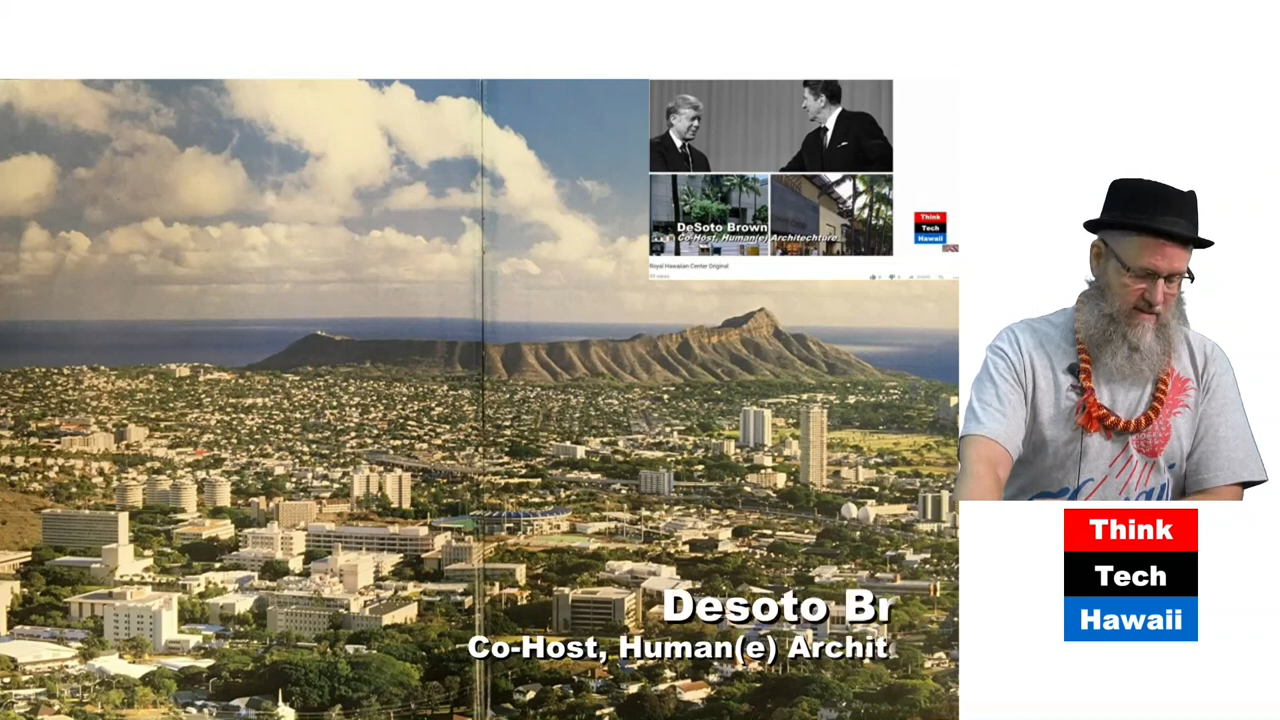 DeSoto Brown
Co-Host, Human(e) Architechture
Think
Tech
Hawaii
Royal Hawaiian Center Original
Desoto Br
Co-Host, Human(e) Archit
Think
Tech
Hawaii